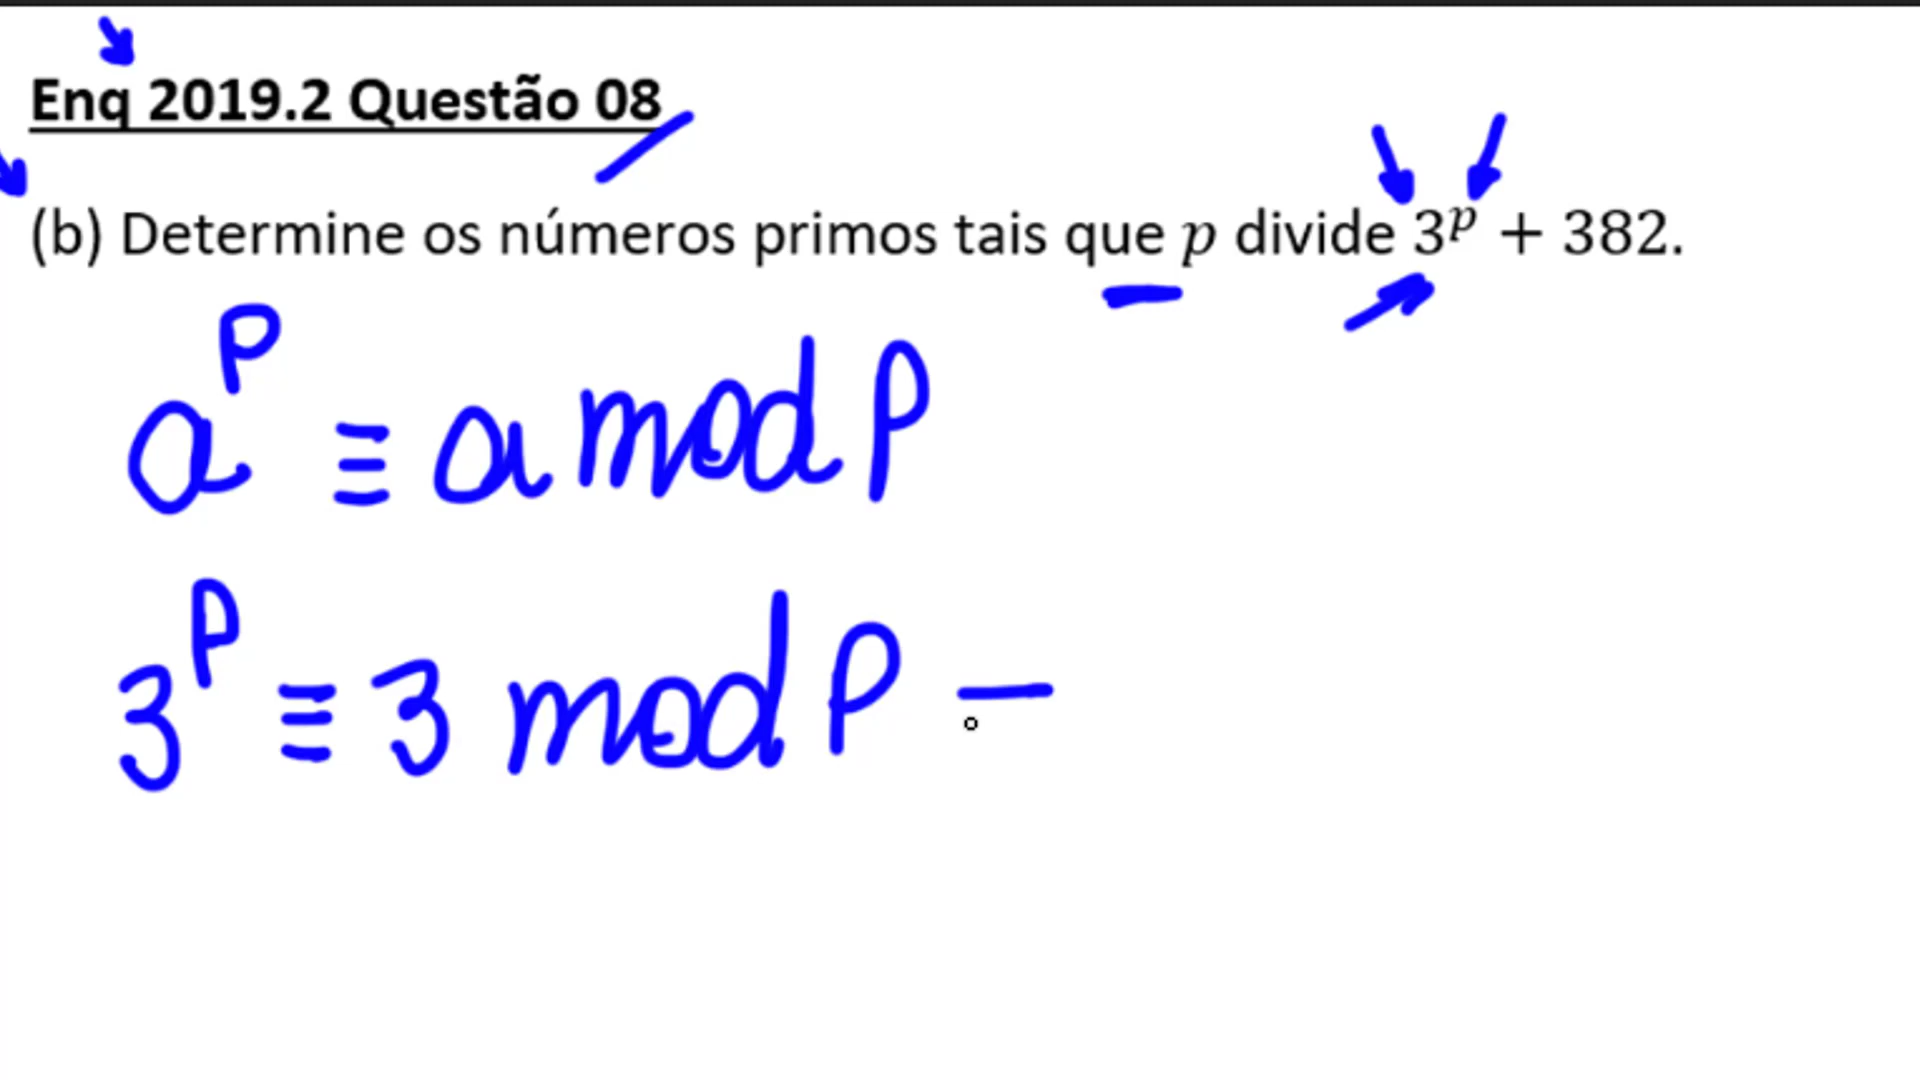 Enq 2019.2 Questão 08
(b) Determine os números primos tais que p divide 3^p + 382.
a^p ≡ a mod p
3^p ≡ 3 mod p –